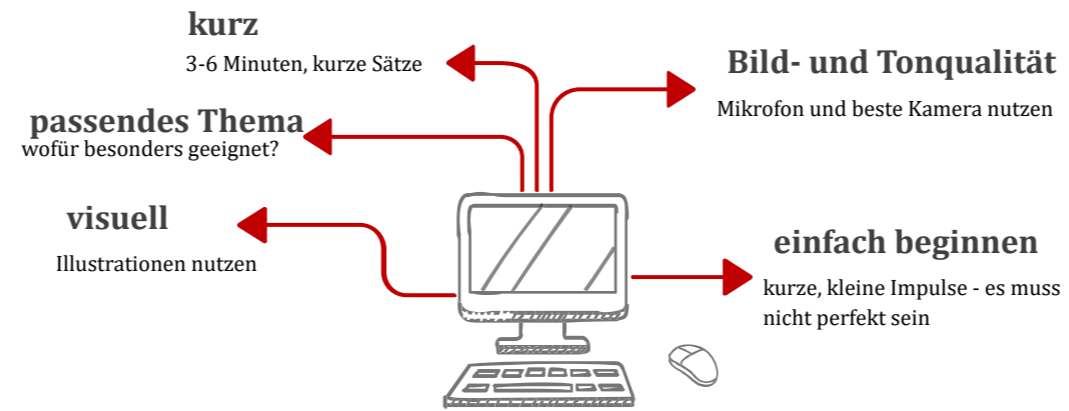 kurz
3-6 Minuten, kurze Sätze
passendes Thema
wofür besonders geeignet?
visuell
Illustrationen nutzen
Bild- und Tonqualität
Mikrofon und beste Kamera nutzen
einfach beginnen
kurze, kleine Impulse - es muss
nicht perfekt sein